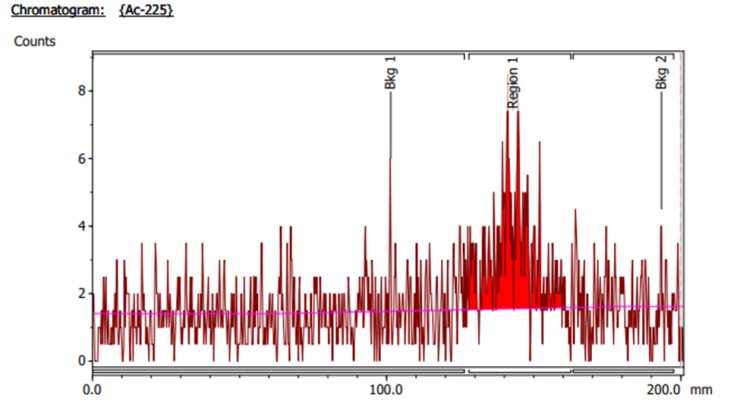 Chromatogram: {Ac-225}
Counts
Bkg 1
Region 1
Bkg 2
8
6
4
2
0
0.0 100.0 200.0 mm